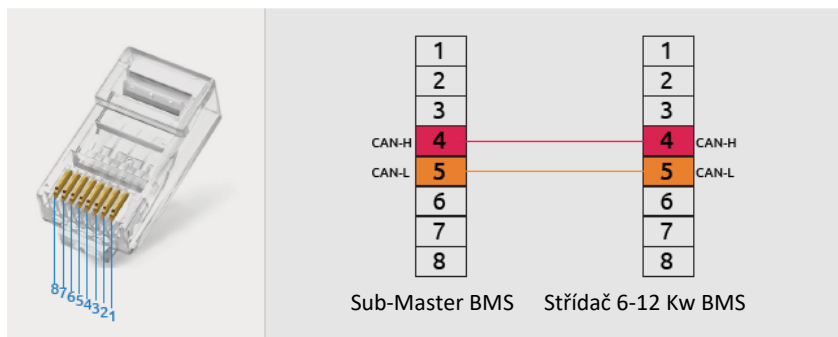 1 1
2 2
3 3
CAN-H 4 4 CAN-H
CAN-L 5 5 CAN-L
6 6
7 7
8 8
87654321
Sub-Master BMS Střídač 6-12 Kw BMS